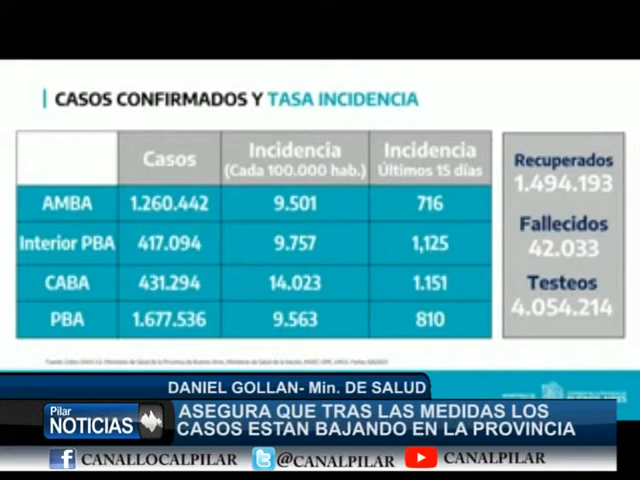 CASOS CONFIRMADOS Y TASA INCIDENCIA
Casos Incidencia (Cada 100.000 hab.) Incidencia Últimos 15 días
AMBA 1.260.442 9.501 716
Interior PBA 417.094 9.757 1,125
CABA 431.294 14.023 1.151
PBA 1.677.536 9.563 810
Recuperados
1.494.193
Fallecidos
42.033
Testeos
4.054.214
DANIEL GOLLAN- Min. DE SALUD
Pilar
NOTICIAS
ASEGURA QUE TRAS LAS MEDIDAS LOS
CASOS ESTAN BAJANDO EN LA PROVINCIA
CANALLOCALPILAR @CANALPILAR CANALPILAR